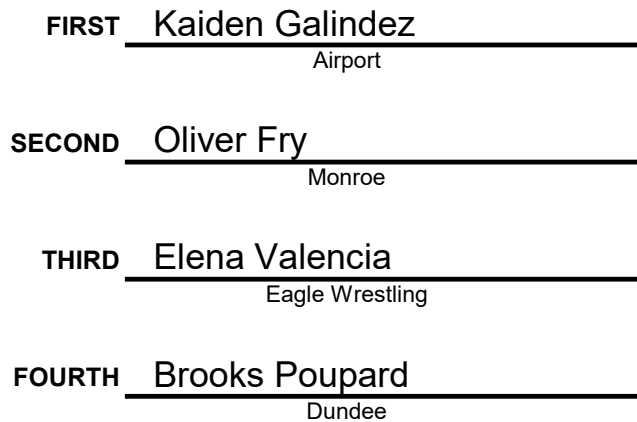 FIRST Kaiden Galindez
Airport
SECOND Oliver Fry
Monroe
THIRD Elena Valencia
Eagle Wrestling
FOURTH Brooks Poupard
Dundee